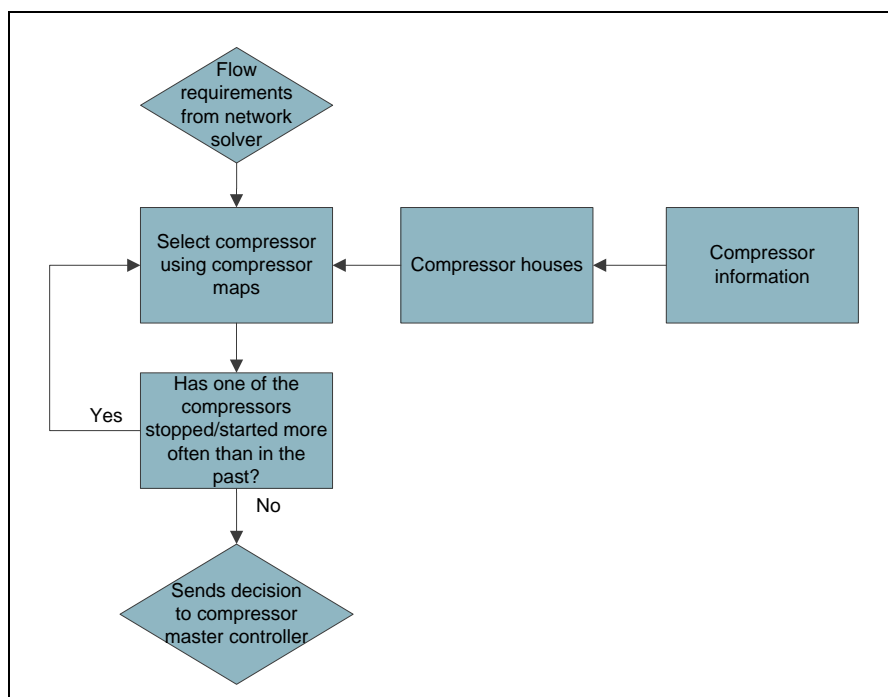 Flow
requirements
from network
solver
Select compressor
using compressor
maps
Compressor houses
Compressor
information
Has one of the
compressors
stopped/started more
often than in the
past?
Yes
No
Sends decision
to compressor
master controller